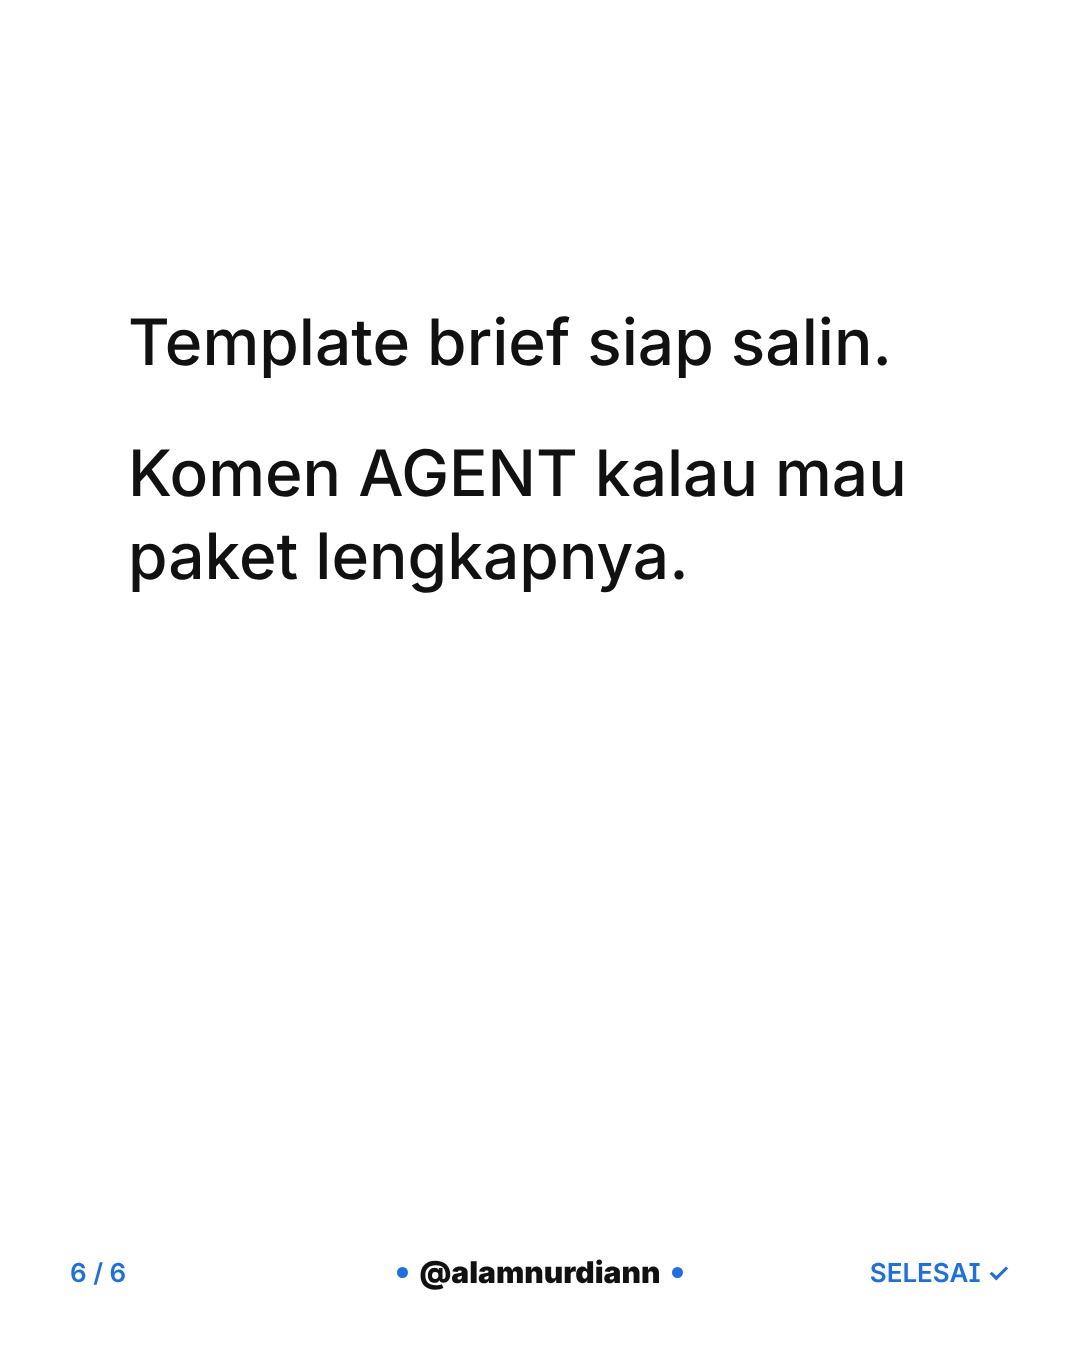 Template brief siap salin.
Komen AGENT kalau mau
paket lengkapnya.
6 / 6
• @alamnurdiann •
SELESAI ✓